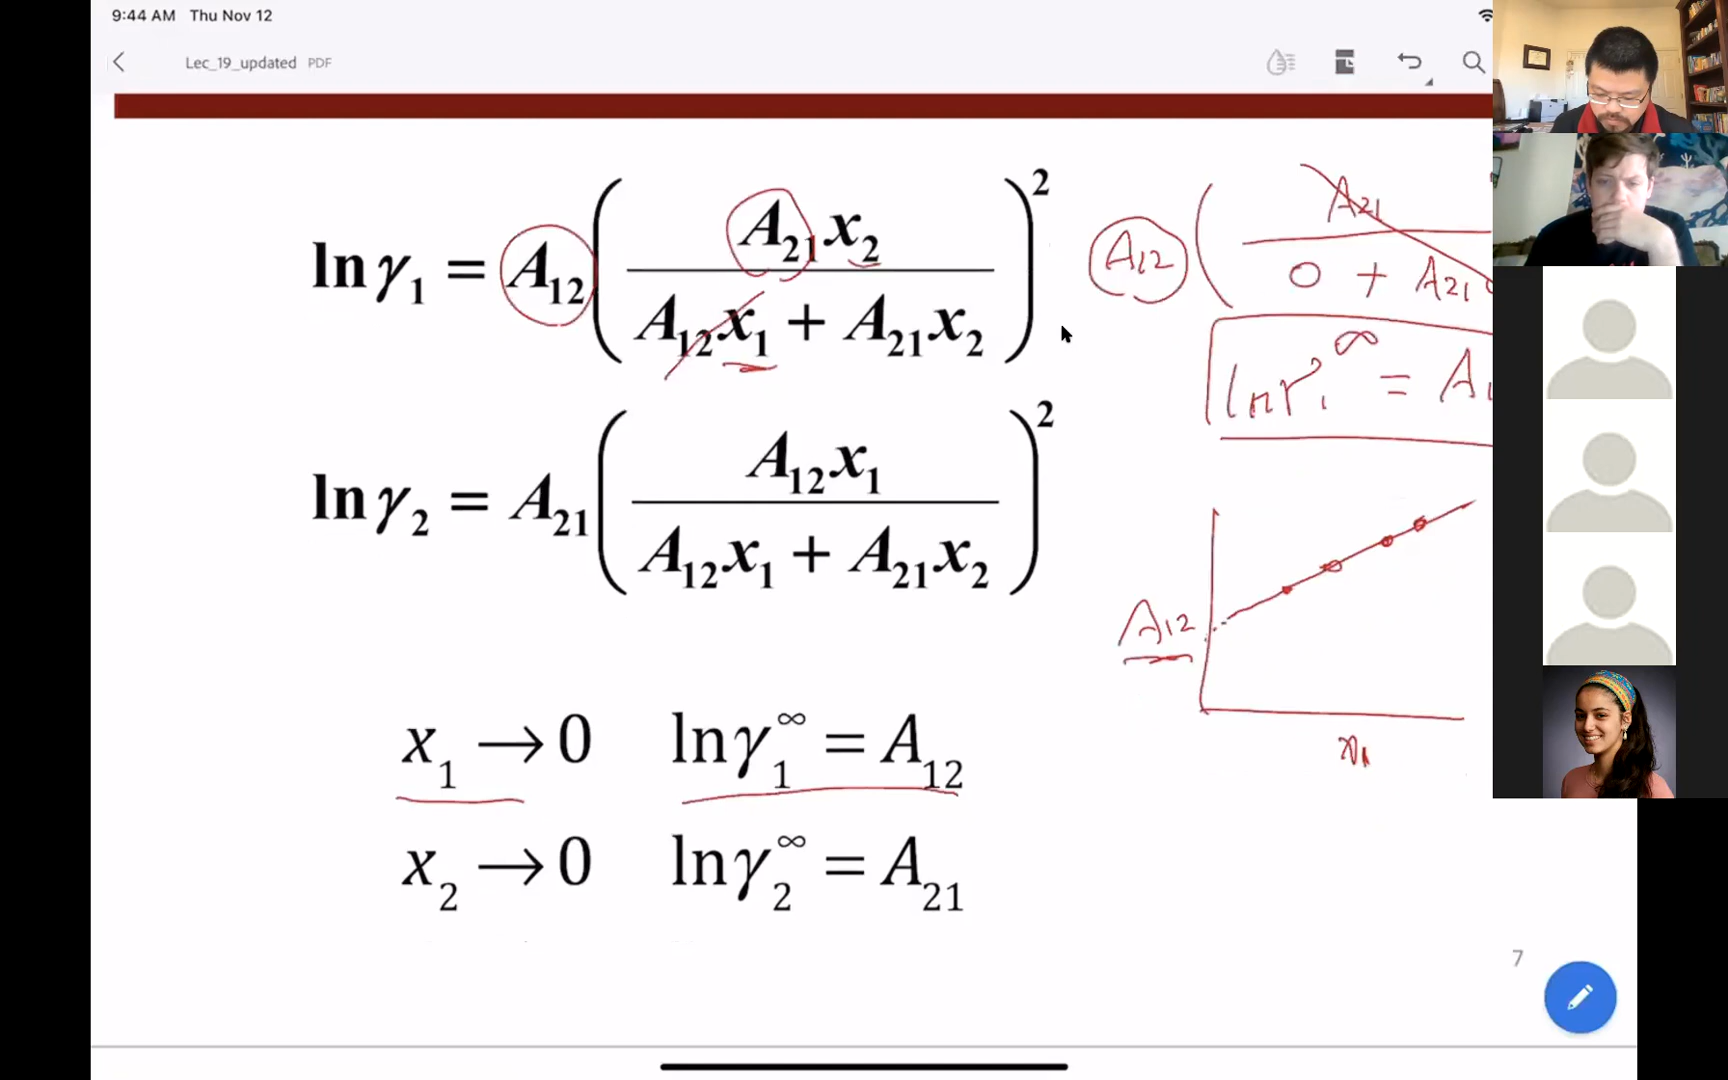 9:44 AM Thu Nov 12
Lec_19_updated PDF
ln γ₁ = A₁₂ ( A₂₁x₂ / (A₁₂x₁ + A₂₁x₂) )²
A₁₂ ( A₂₁ / (0 + A₂₁
ln γ₁^∞ = A
ln γ₂ = A₂₁ ( A₁₂x₁ / (A₁₂x₁ + A₂₁x₂) )²
A₁₂
x₁
x₁ → 0 ln γ₁^∞ = A₁₂
x₂ → 0 ln γ₂^∞ = A₂₁
7